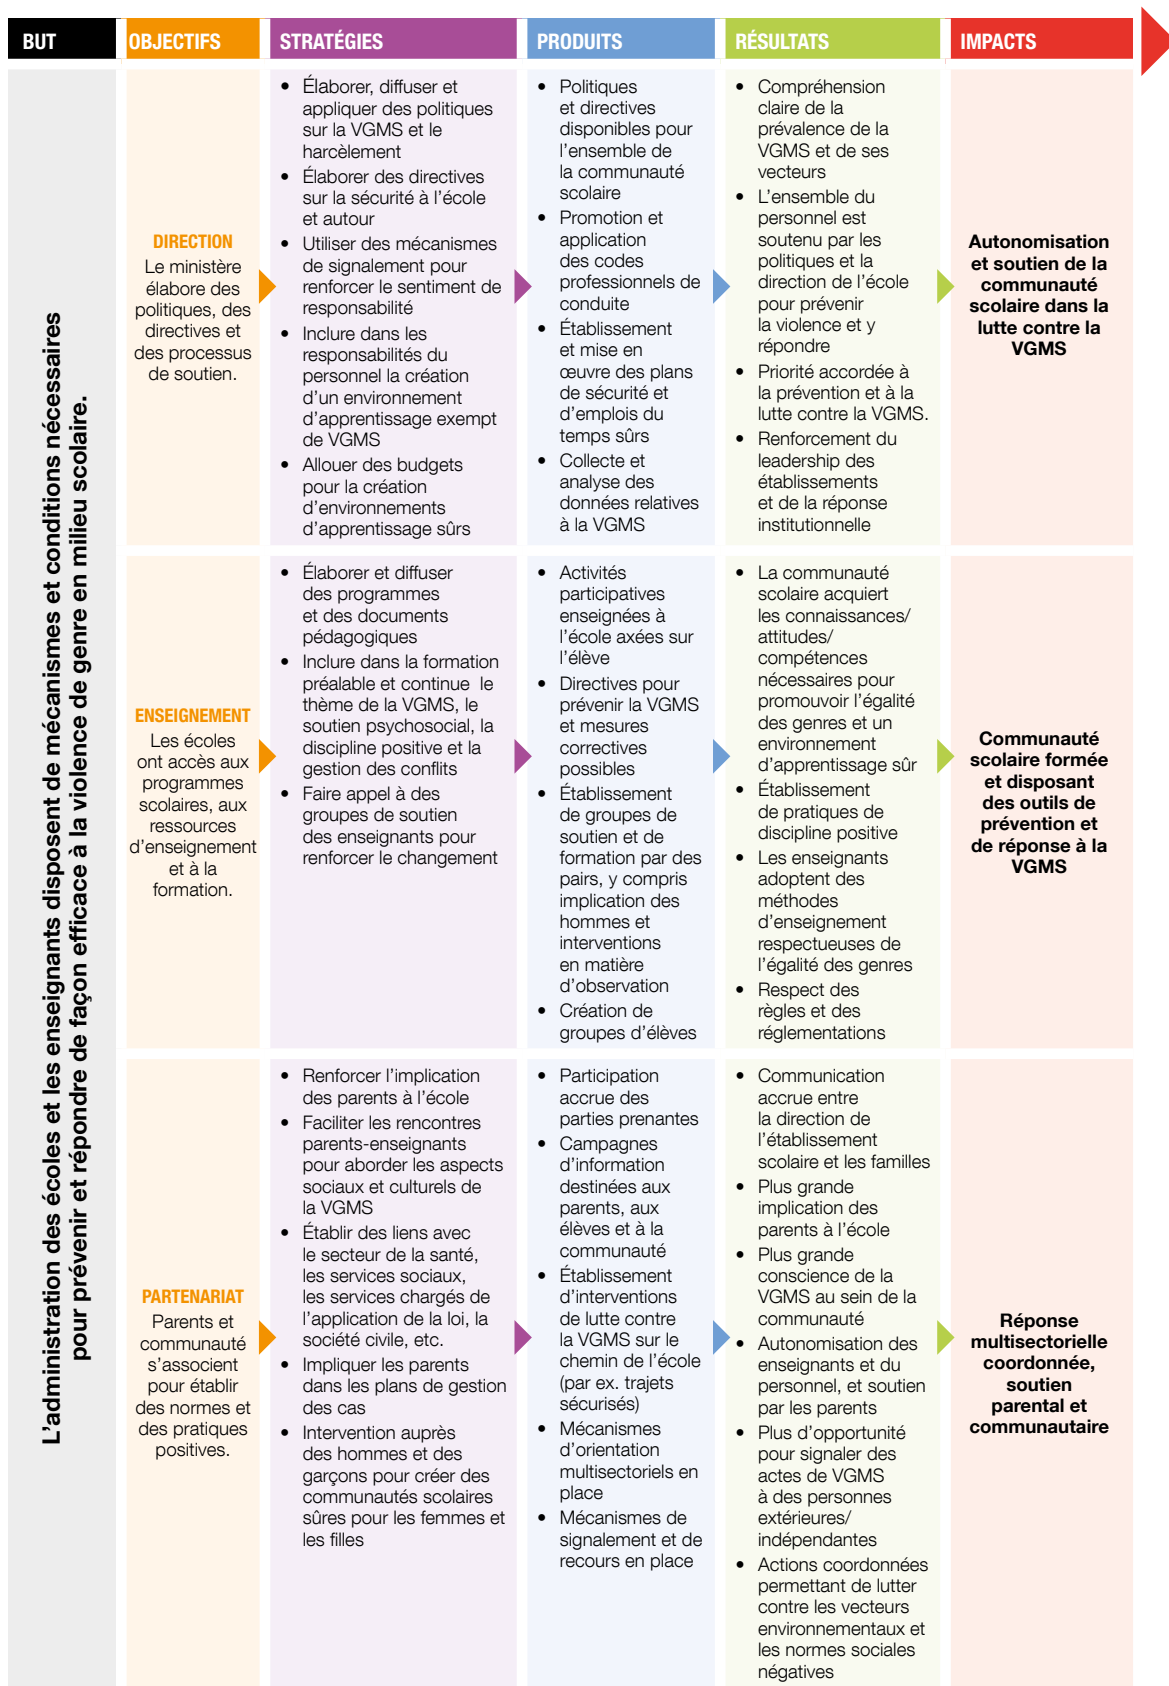 BUT
OBJECTIFS
STRATÉGIES
PRODUITS
RÉSULTATS
IMPACTS
L’administration des écoles et les enseignants disposent de mécanismes et conditions nécessaires
pour prévenir et répondre de façon efficace à la violence de genre en milieu scolaire.
DIRECTION
Le ministère
élabore des
politiques, des
directives et
des processus
de soutien.
• Élaborer, diffuser et
appliquer des politiques
sur la VGMS et le
harcèlement
• Élaborer des directives
sur la sécurité à l’école
et autour
• Utiliser des mécanismes
de signalement pour
renforcer le sentiment de
responsabilité
• Inclure dans les
responsabilités du
personnel la création
d’un environnement
d’apprentissage exempt
de VGMS
• Allouer des budgets
pour la création
d’environnements
d’apprentissage sûrs
• Politiques
et directives
disponibles pour
l’ensemble de
la communauté
scolaire
• Promotion et
application
des codes
professionnels de
conduite
• Établissement
et mise en
œuvre des plans
de sécurité et
d’emplois du
temps sûrs
• Collecte et
analyse des
données relatives
à la VGMS
• Compréhension
claire de la
prévalence de la
VGMS et de ses
vecteurs
• L’ensemble du
personnel est
soutenu par les
politiques et la
direction de l’école
pour prévenir
la violence et y
répondre
• Priorité accordée à
la prévention et à la
lutte contre la VGMS.
• Renforcement du
leadership des
établissements
et de la réponse
institutionnelle
Autonomisation
et soutien de la
communauté
scolaire dans la
lutte contre la
VGMS
ENSEIGNEMENT
Les écoles
ont accès aux
programmes
scolaires, aux
ressources
d’enseignement
et à la
formation.
• Élaborer et diffuser
des programmes
et des documents
pédagogiques
• Inclure dans la formation
préalable et continue le
thème de la VGMS, le
soutien psychosocial, la
discipline positive et la
gestion des conflits
• Faire appel à des
groupes de soutien
des enseignants pour
renforcer le changement
• Activités
participatives
enseignées à
l’école axées sur
l’élève
• Directives pour
prévenir la VGMS
et mesures
correctives
possibles
• Établissement
de groupes de
soutien et de
formation par des
pairs, y compris
implication des
hommes et
interventions
en matière
d’observation
• Création de
groupes d’élèves
• La communauté
scolaire acquiert
les connaissances/
attitudes/
compétences
nécessaires pour
promouvoir l’égalité
des genres et un
environnement
d’apprentissage sûr
• Établissement
de pratiques de
discipline positive
• Les enseignants
adoptent des
méthodes
d’enseignement
respectueuses de
l’égalité des genres
• Respect des
règles et des
réglementations
Communauté
scolaire formée
et disposant
des outils de
prévention et
de réponse à la
VGMS
PARTENARIAT
Parents et
communauté
s’associent
pour établir
des normes et
des pratiques
positives.
• Renforcer l’implication
des parents à l’école
• Faciliter les rencontres
parents-enseignants
pour aborder les aspects
sociaux et culturels de
la VGMS
• Établir des liens avec
le secteur de la santé,
les services sociaux,
les services chargés de
l’application de la loi, la
société civile, etc.
• Impliquer les parents
dans les plans de gestion
des cas
• Intervention auprès
des hommes et des
garçons pour créer des
communautés scolaires
sûres pour les femmes et
les filles
• Participation
accrue des
parties prenantes
• Campagnes
d’information
destinées aux
parents, aux
élèves et à la
communauté
• Établissement
d’interventions
de lutte contre
la VGMS sur le
chemin de l’école
(par ex. trajets
sécurisés)
• Mécanismes
d’orientation
multisectoriels en
place
• Mécanismes de
signalement et de
recours en place
• Communication
accrue entre
la direction de
l’établissement
scolaire et les familles
• Plus grande
implication des
parents à l’école
• Plus grande
conscience de la
VGMS au sein de la
communauté
• Autonomisation des
enseignants et du
personnel, et soutien
par les parents
• Plus d’opportunité
pour signaler des
actes de VGMS
à des personnes
extérieures/
indépendantes
• Actions coordonnées
permettant de lutter
contre les vecteurs
environnementaux et
les normes sociales
négatives
Réponse
multisectorielle
coordonnée,
soutien
parental et
communautaire